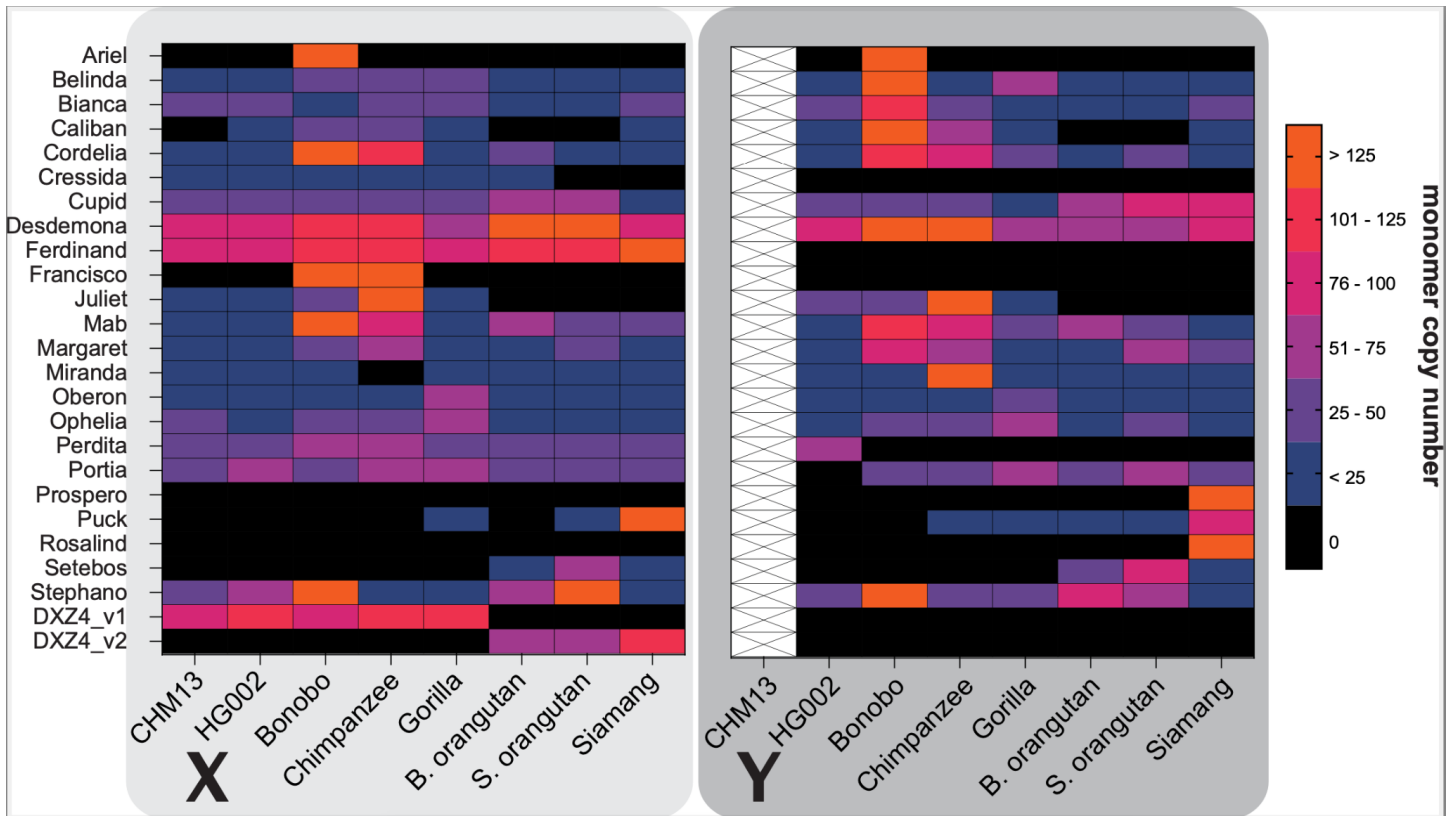 Ariel
Belinda
Bianca
Caliban
Cordelia
Cressida
Cupid
Desdemona
Ferdinand
Francisco
Juliet
Mab
Margaret
Miranda
Oberon
Ophelia
Perdita
Portia
Prospero
Puck
Rosalind
Setebos
Stephano
DXZ4_v1
DXZ4_v2
CHM13
HG002
Bonobo
Chimpanzee
Gorilla
B. orangutan
S. orangutan
Siamang
X
CHM13
HG002
Bonobo
Chimpanzee
Gorilla
B. orangutan
S. orangutan
Siamang
Y
> 125
101 - 125
76 - 100
51 - 75
25 - 50
< 25
0
monomer copy number